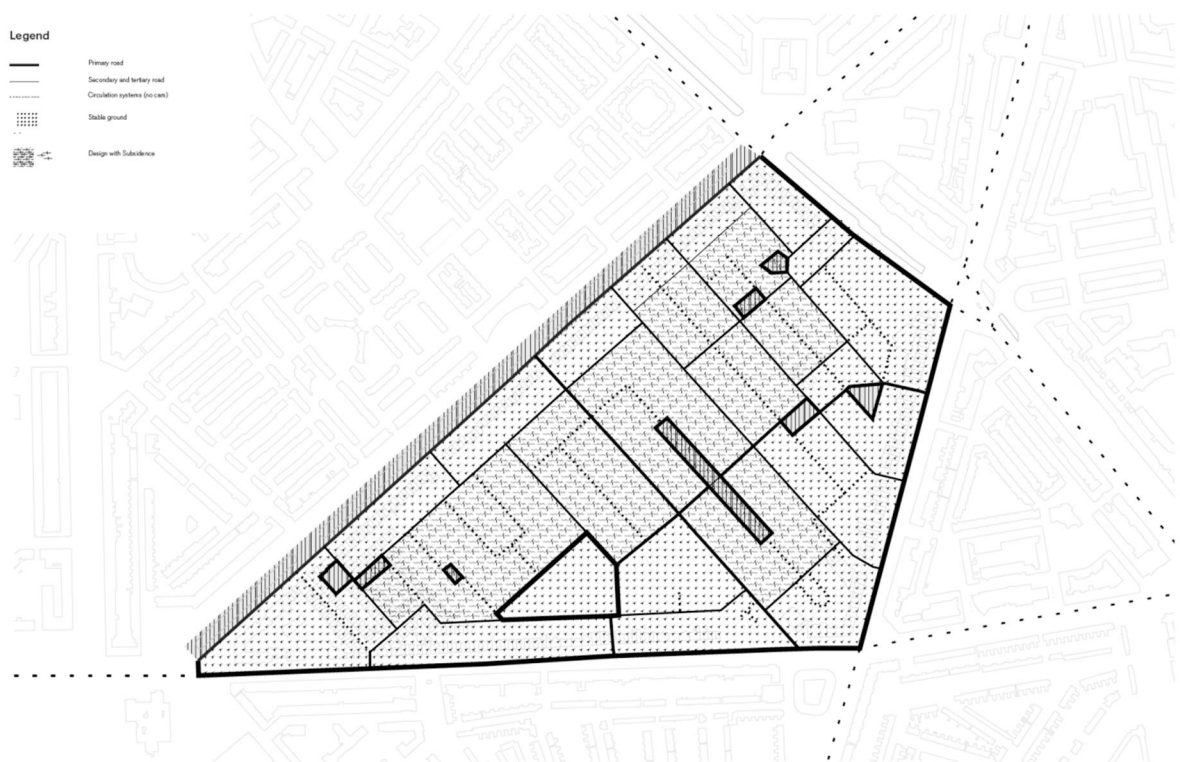 Legend
Primary road
Secondary and tertiary road
Circulation systems (no cars)
Stable ground
Design with Subsidence